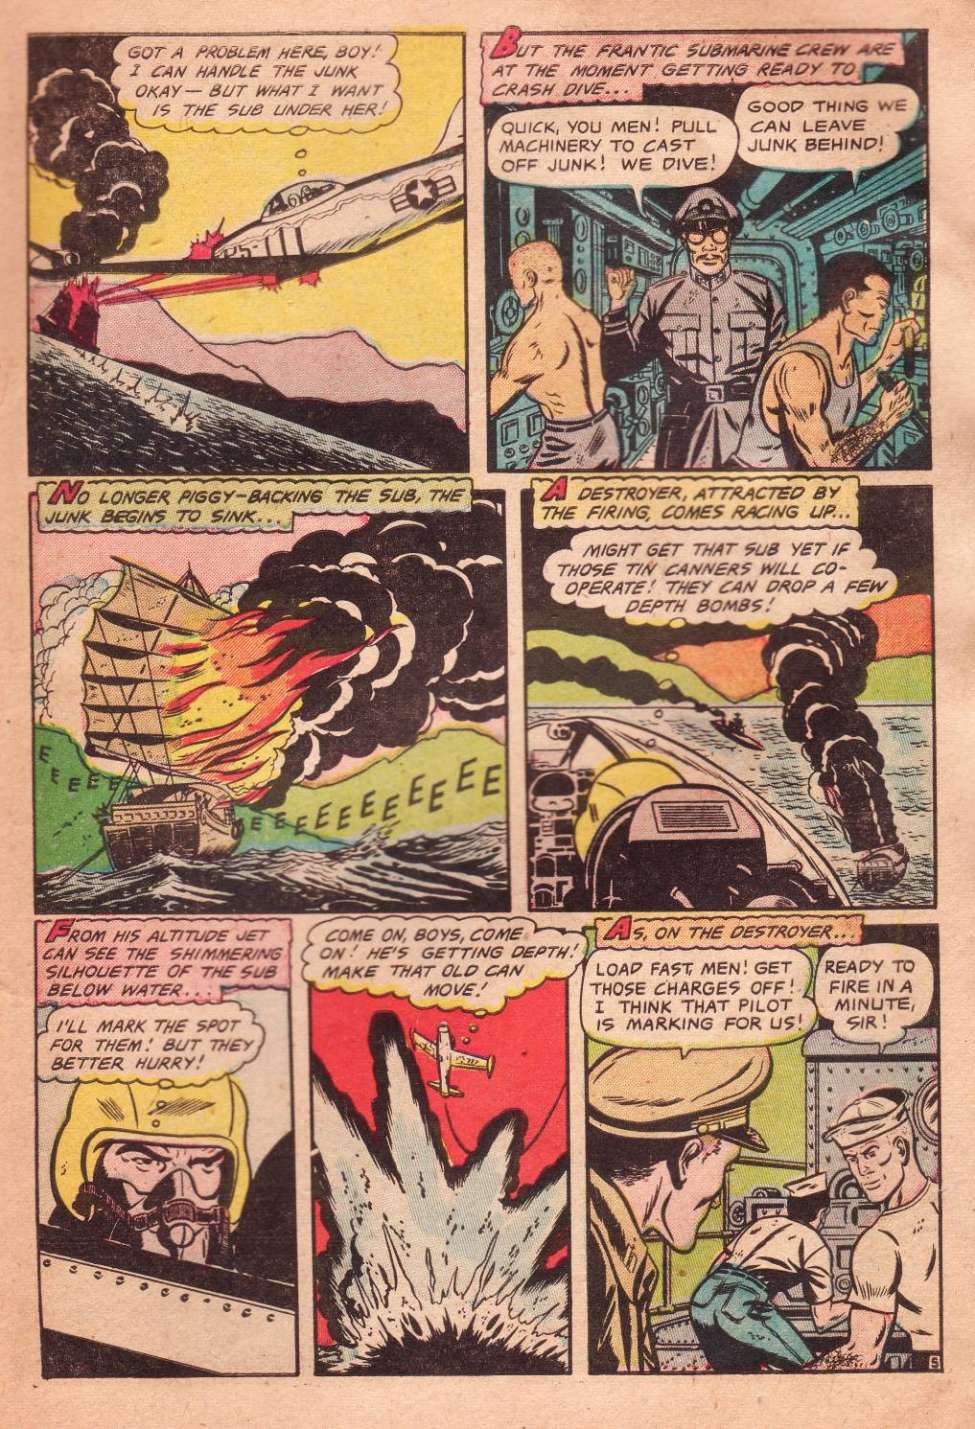 GOT A PROBLEM HERE, BOY!
I CAN HANDLE THE JUNK
OKAY — BUT WHAT I WANT
IS THE SUB UNDER HER!
BUT THE FRANTIC SUBMARINE CREW ARE
AT THE MOMENT GETTING READY TO
CRASH DIVE...
QUICK, YOU MEN! PULL
MACHINERY TO CAST
OFF JUNK! WE DIVE!
GOOD THING WE
CAN LEAVE
JUNK BEHIND!
NO LONGER PIGGY-BACKING THE SUB, THE
JUNK BEGINS TO SINK...
EEEEEEEEEEEEEEE
A DESTROYER, ATTRACTED BY
THE FIRING, COMES RACING UP...
MIGHT GET THAT SUB YET IF
THOSE TIN CANNERS WILL CO-
OPERATE! THEY CAN DROP A FEW
DEPTH BOMBS!
FROM HIS ALTITUDE JET
CAN SEE THE SHIMMERING
SILHOUETTE OF THE SUB
BELOW WATER...
I'LL MARK THE SPOT
FOR THEM! BUT THEY
BETTER HURRY!
COME ON, BOYS, COME
ON! HE'S GETTING DEPTH!
MAKE THAT OLD CAN
MOVE!
AS, ON THE DESTROYER...
LOAD FAST, MEN! GET
THOSE CHARGES OFF!
I THINK THAT PILOT
IS MARKING FOR US!
READY TO
FIRE IN A
MINUTE,
SIR!
5